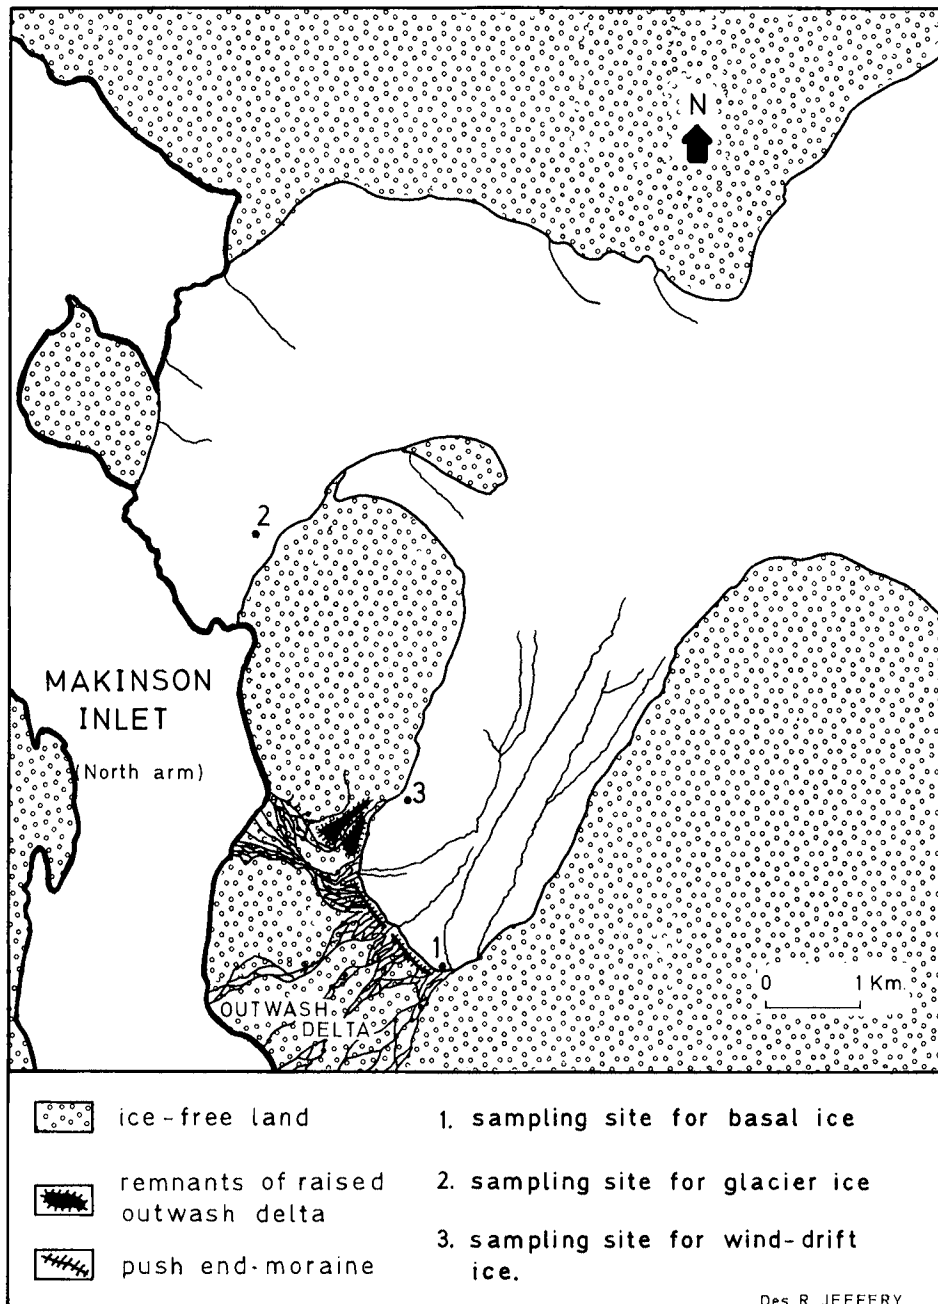 N
2
MAKINSON
INLET
(North arm)
3
1
0 1 Km.
OUTWASH
DELTA
ice-free land
remnants of raised
outwash delta
push end-moraine
1. sampling site for basal ice
2. sampling site for glacier ice
3. sampling site for wind-drift
ice.
Des. R. JEFFERY